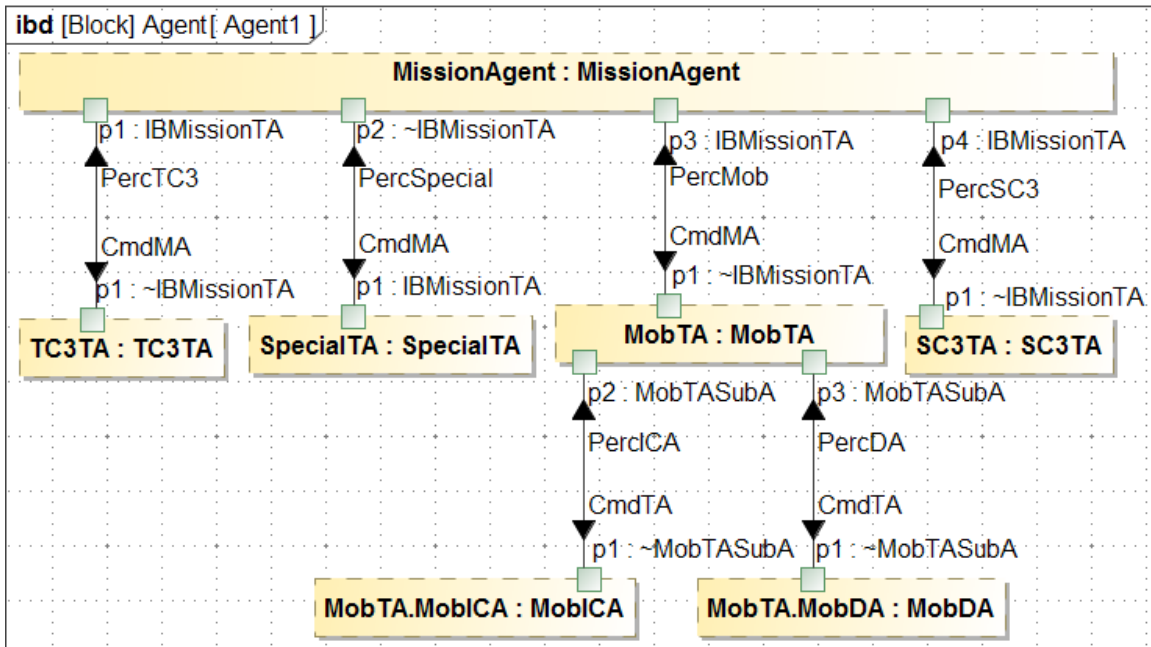 ibd [Block] Agent[ Agent1 ]
MissionAgent : MissionAgent
p1 : IBMissionTA
p2 : ~IBMissionTA
p3 : IBMissionTA
p4 : IBMissionTA
PercTC3
PercSpecial
PercMob
PercSC3
CmdMA
CmdMA
CmdMA
CmdMA
p1 : ~IBMissionTA
p1 : IBMissionTA
p1 : ~IBMissionTA
p1 : ~IBMissionTA
TC3TA : TC3TA
SpecialTA : SpecialTA
MobTA : MobTA
SC3TA : SC3TA
p2 : MobTASubA
p3 : MobTASubA
PercICA
PercDA
CmdTA
CmdTA
p1 : ~MobTASubA
p1 : ~MobTASubA
MobTA.MobICA : MobICA
MobTA.MobDA : MobDA